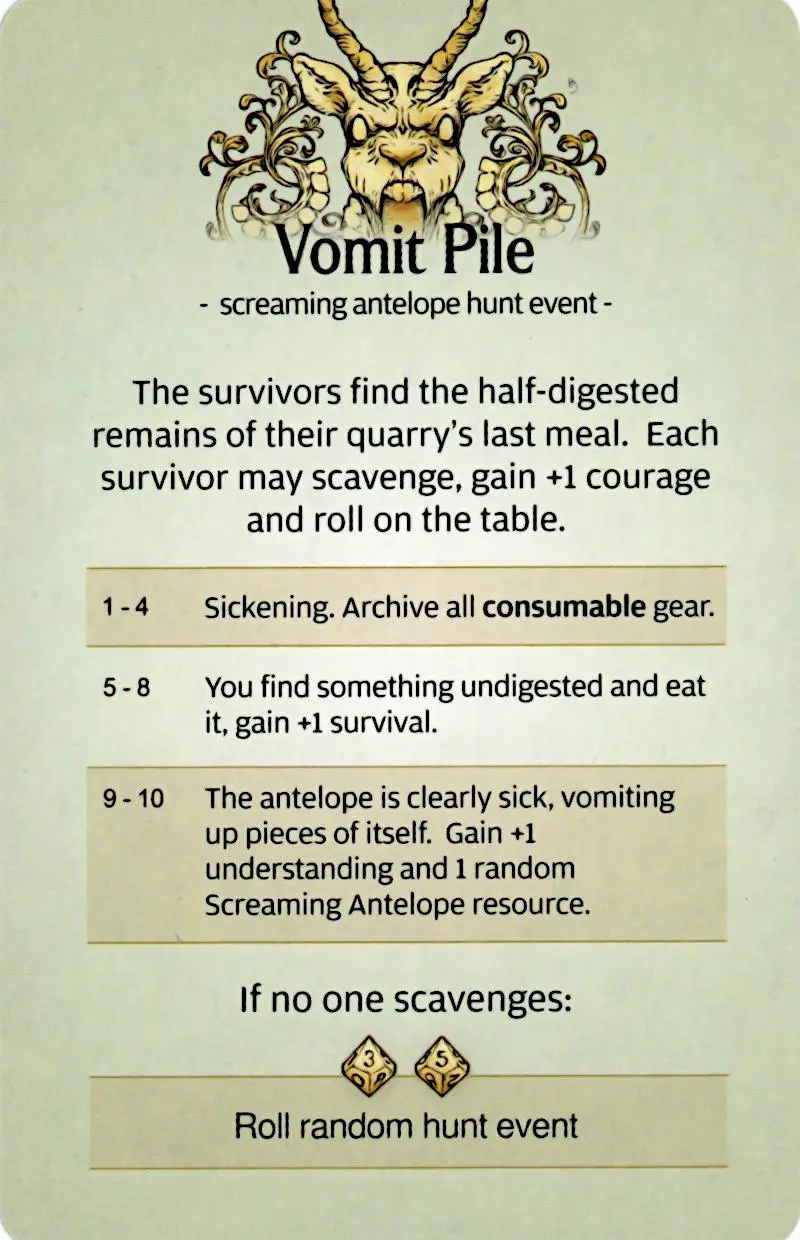 Vomit Pile
- screaming antelope hunt event -
The survivors find the half-digested
remains of their quarry's last meal.  Each
survivor may scavenge, gain +1 courage
and roll on the table.
1 - 4 Sickening. Archive all consumable gear.
5 - 8 You find something undigested and eat
it, gain +1 survival.
9 - 10 The antelope is clearly sick, vomiting
up pieces of itself.  Gain +1
understanding and 1 random
Screaming Antelope resource.
If no one scavenges:
3 5
Roll random hunt event